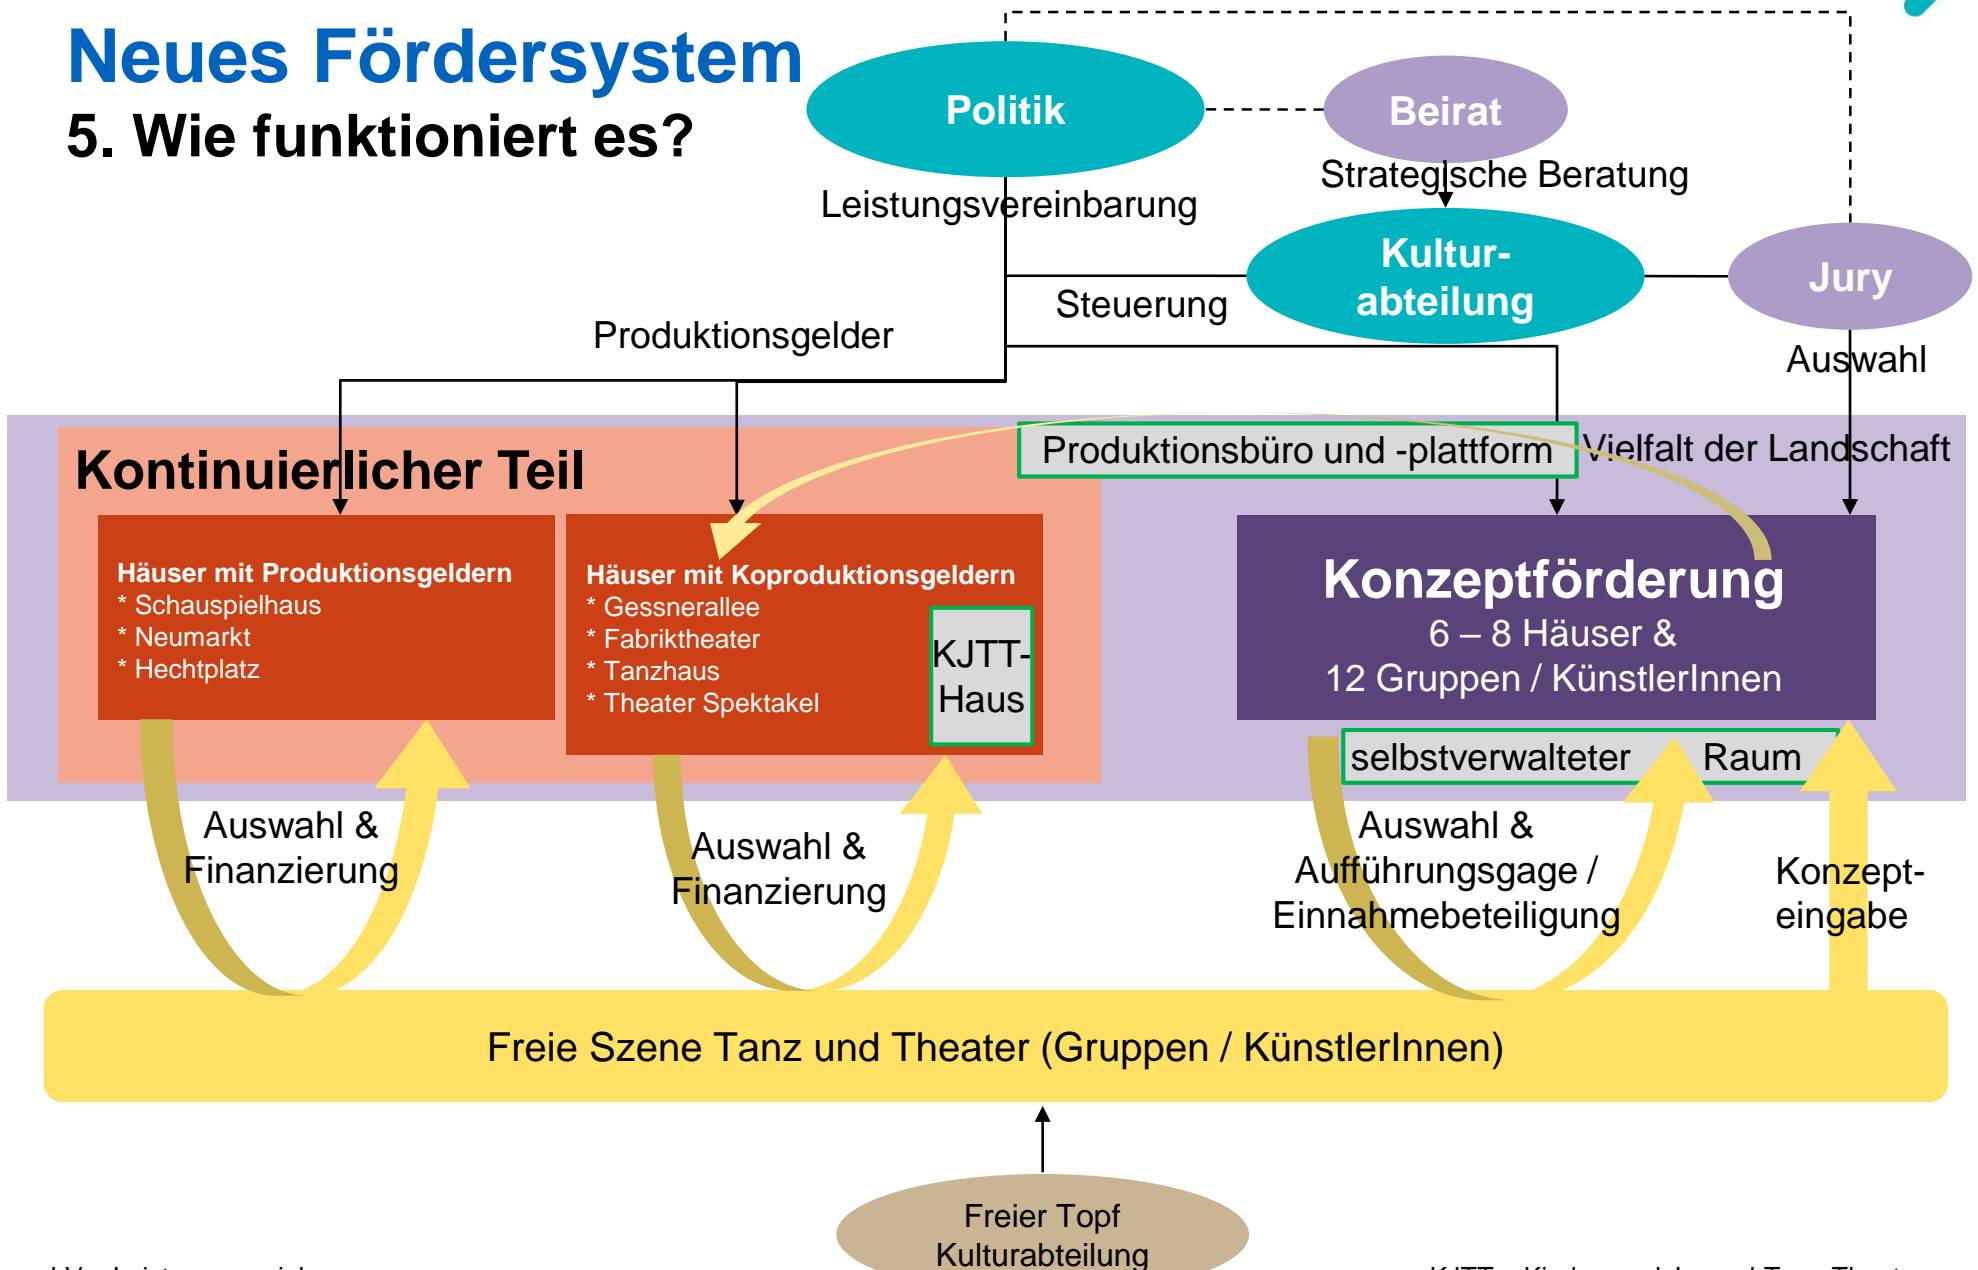 Neues Fördersystem
5. Wie funktioniert es?
Politik
Beirat
Strategische Beratung
Leistungsvereinbarung
Kultur-
abteilung
Jury
Steuerung
Produktionsgelder
Auswahl
Kontinuierlicher Teil
Produktionsbüro und -plattform
Vielfalt der Landschaft
Häuser mit Produktionsgeldern
* Schauspielhaus
* Neumarkt
* Hechtplatz
Häuser mit Koproduktionsgeldern
* Gessnerallee
* Fabriktheater
* Tanzhaus
* Theater Spektakel
KJTT-
Haus
Konzeptförderung
6 – 8 Häuser &
12 Gruppen / KünstlerInnen
selbstverwalteter Raum
Auswahl &
Finanzierung
Auswahl &
Finanzierung
Auswahl &
Aufführungsgage /
Einnahmebeteiligung
Konzept-
eingabe
Freie Szene Tanz und Theater (Gruppen / KünstlerInnen)
Freier Topf
Kulturabteilung